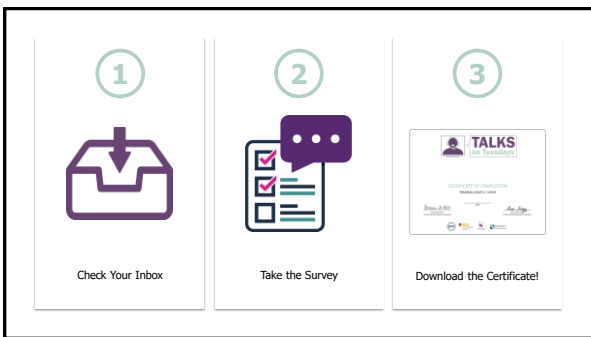 1
2
3
TALKS
on Tuesdays
CERTIFICATE OF COMPLETION
Check Your Inbox
Take the Survey
Download the Certificate!